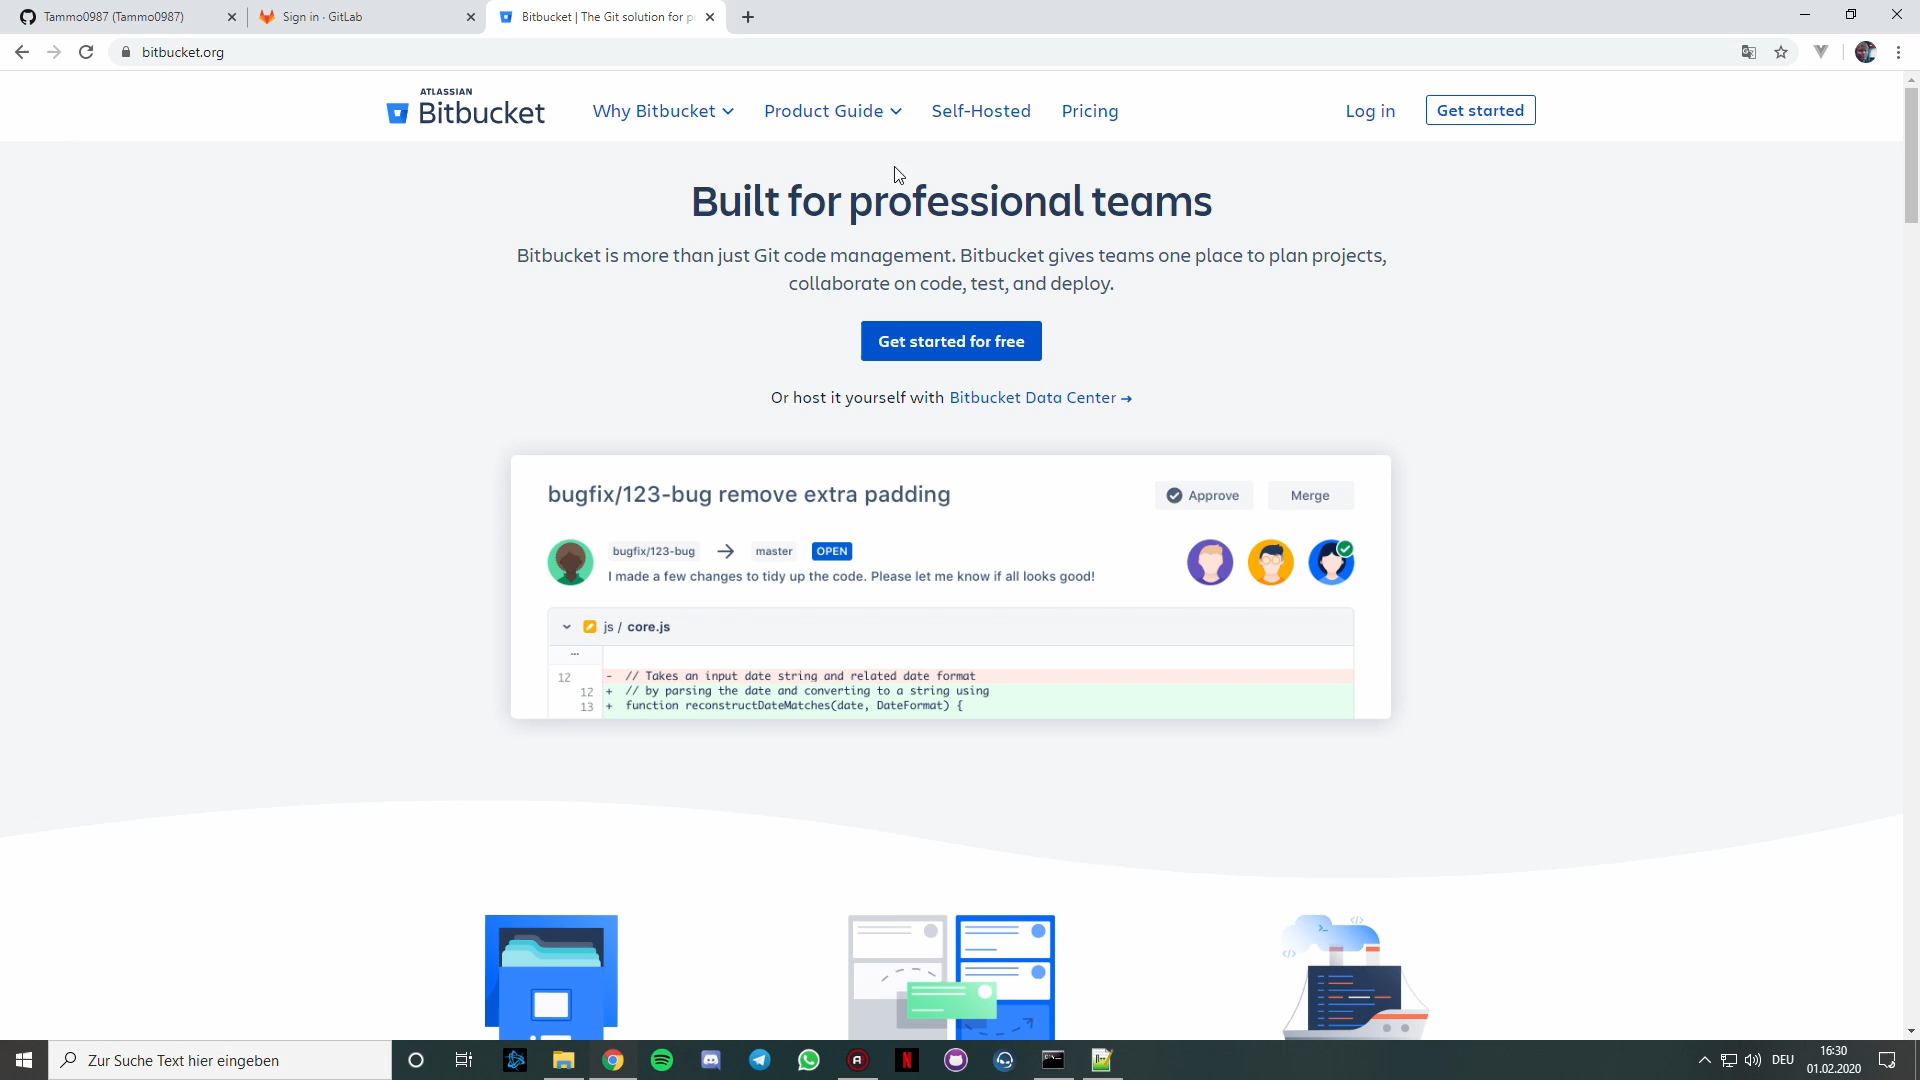 Tammo0987 (Tammo0987)
Sign in · GitLab
Bitbucket | The Git solution for p
bitbucket.org
ATLASSIAN
Bitbucket
Why Bitbucket
Product Guide
Self-Hosted
Pricing
Log in
Get started
Built for professional teams
Bitbucket is more than just Git code management. Bitbucket gives teams one place to plan projects,
collaborate on code, test, and deploy.
Get started for free
Or host it yourself with Bitbucket Data Center →
bugfix/123-bug remove extra padding
Approve
Merge
bugfix/123-bug → master OPEN
I made a few changes to tidy up the code. Please let me know if all looks good!
js / core.js
...
12 - // Takes an input date string and related date format
12 + // by parsing the date and converting to a string using
13 + function reconstructDateMatches(date, DateFormat) {
Zur Suche Text hier eingeben
DEU
16:30
01.02.2020